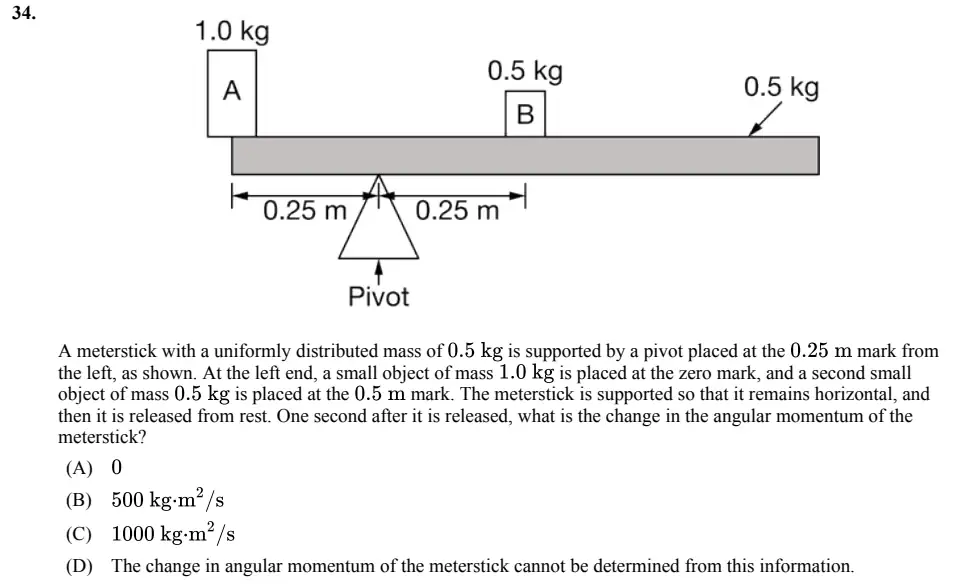 34.
1.0 kg
A
0.5 kg
B
0.5 kg
0.25 m
0.25 m
Pivot
A meterstick with a uniformly distributed mass of 0.5 kg is supported by a pivot placed at the 0.25 m mark from
the left, as shown. At the left end, a small object of mass 1.0 kg is placed at the zero mark, and a second small
object of mass 0.5 kg is placed at the 0.5 m mark. The meterstick is supported so that it remains horizontal, and
then it is released from rest. One second after it is released, what is the change in the angular momentum of the
meterstick?
(A) 0
(B) 500 kg·m²/s
(C) 1000 kg·m²/s
(D) The change in angular momentum of the meterstick cannot be determined from this information.